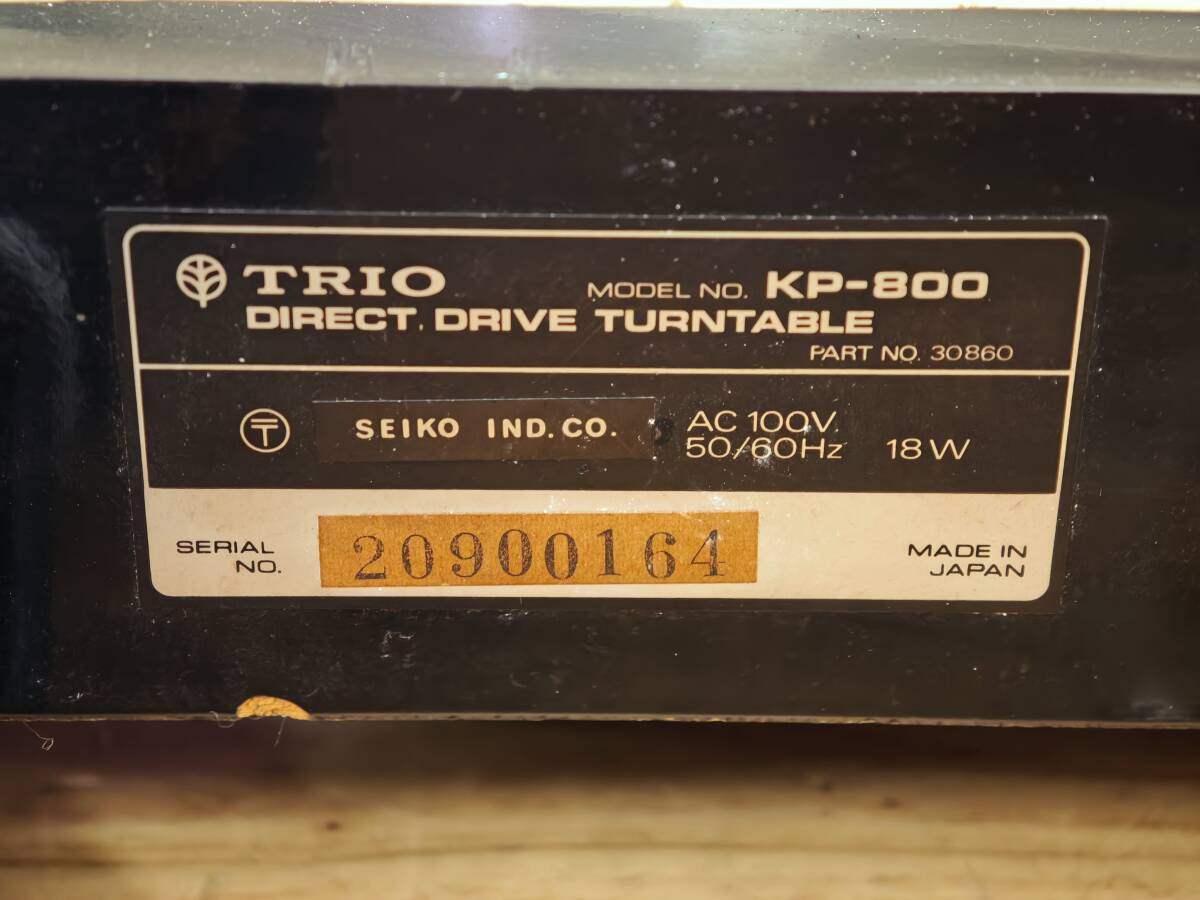 TRIO MODEL NO. KP-800
DIRECT DRIVE TURNTABLE
PART NO. 30860
〒 SEIKO IND. CO. AC 100V.
50/60Hz 18W
SERIAL NO. 20900164
MADE IN
JAPAN